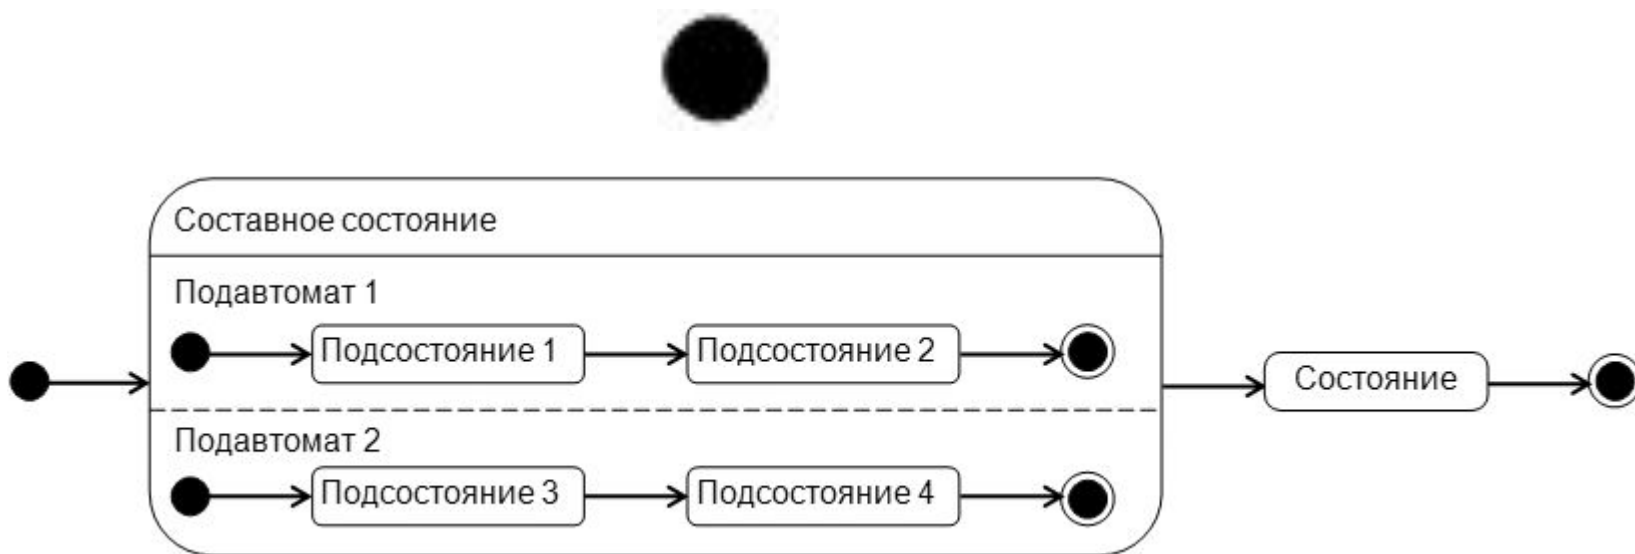 Составное состояние
Подавтомат 1
Подсостояние 1
Подсостояние 2
Состояние
Подавтомат 2
Подсостояние 3
Подсостояние 4